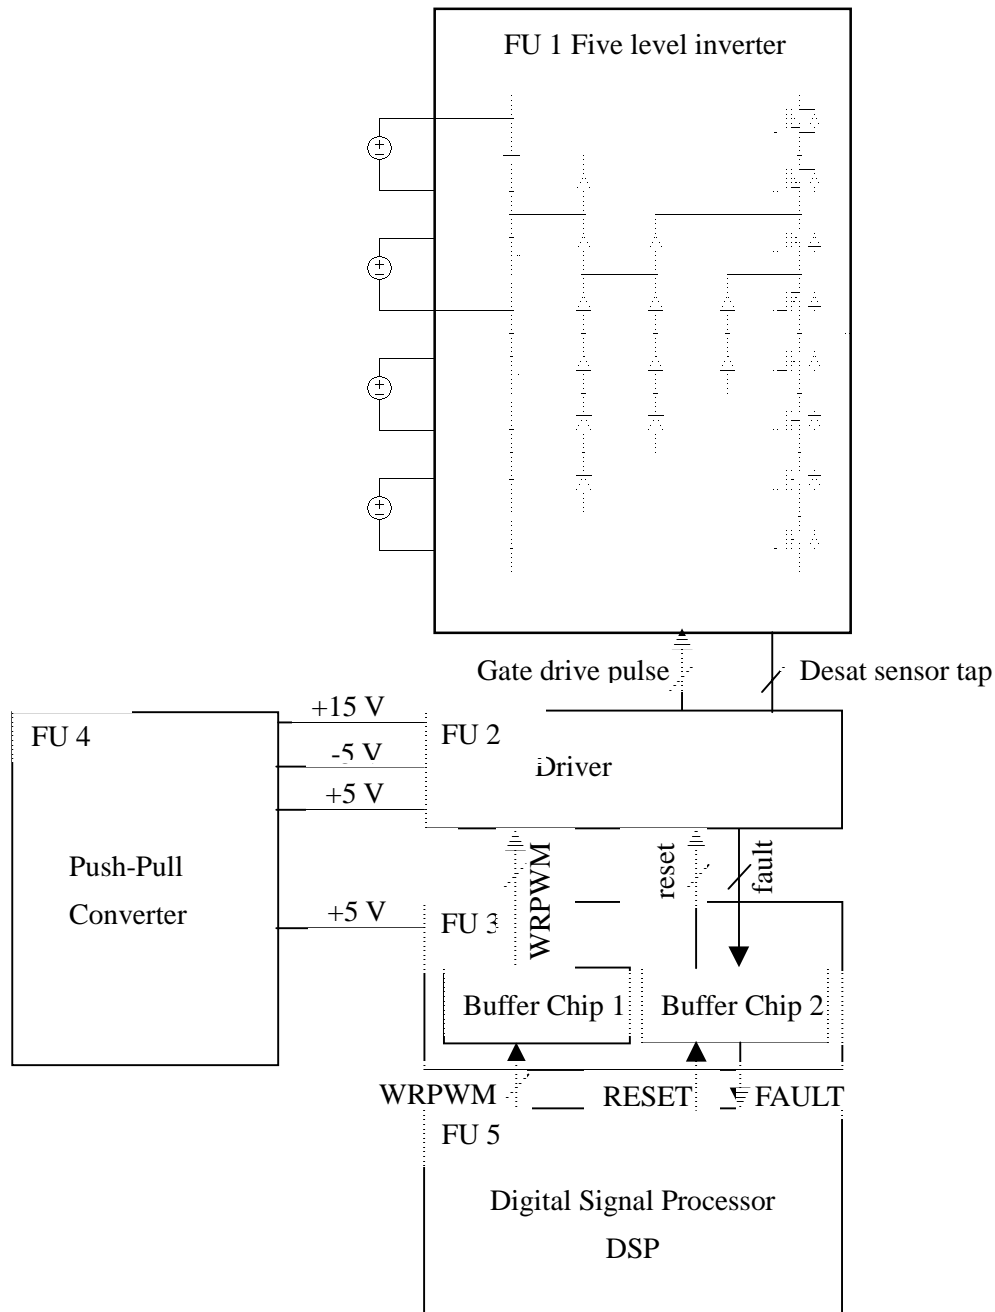 FU 1 Five level inverter
Gate drive pulse
Desat sensor tap
+15 V
FU 4
FU 2
-5 V
Driver
+5 V
Push-Pull
Converter
WRPWM
reset
fault
+5 V
FU 3
Buffer Chip 1
Buffer Chip 2
WRPWM
RESET
FAULT
FU 5
Digital Signal Processor
DSP